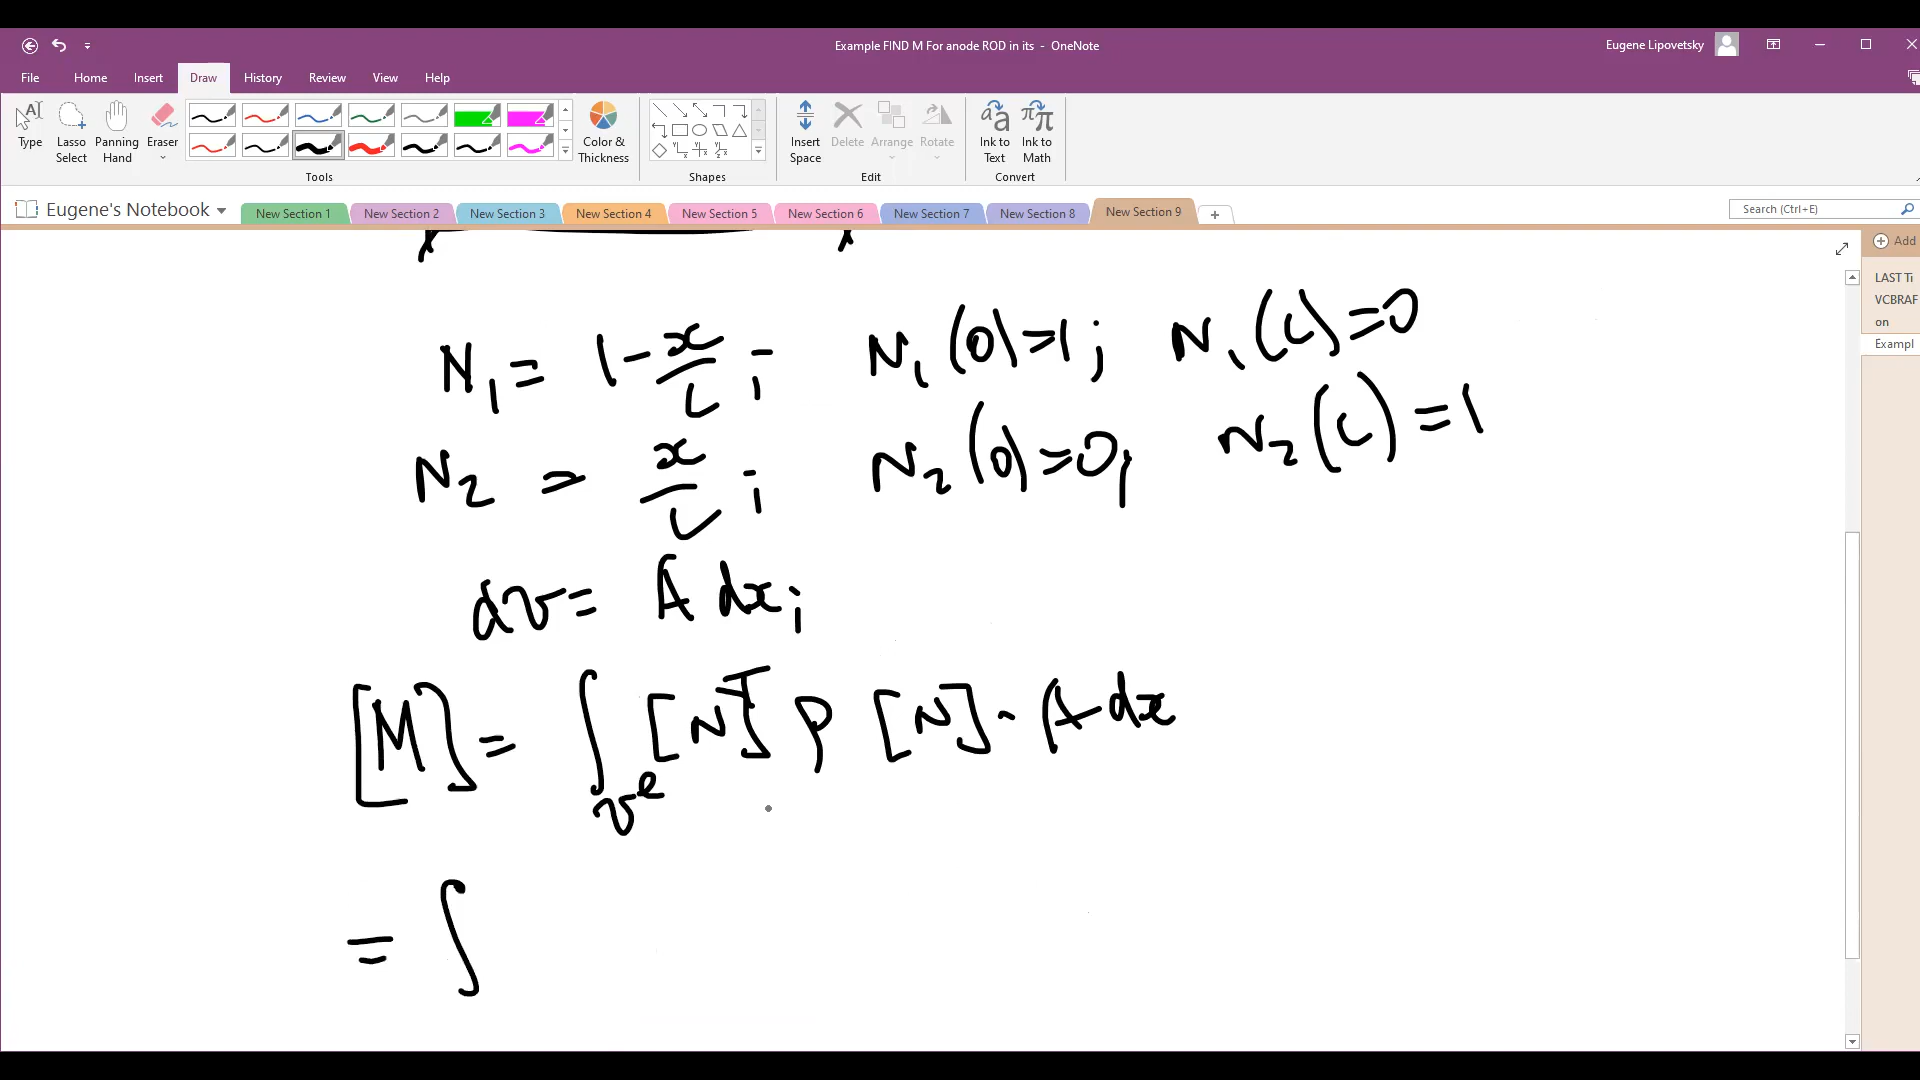 Example FIND M For anode ROD in its - OneNote
Eugene Lipovetsky
File Home Insert Draw History Review View Help
Type
Lasso Select
Panning Hand
Eraser
Color & Thickness
Insert Space
Delete
Arrange
Rotate
Ink to Text
Ink to Math
Tools
Shapes
Edit
Convert
Eugene's Notebook
New Section 1
New Section 2
New Section 3
New Section 4
New Section 5
New Section 6
New Section 7
New Section 8
New Section 9
Search (Ctrl+E)
Add
LAST Ti
VCBRAF
on
Exampl
N₁ = 1 - x/L ; N₁(0)=1; N₁(L)=0
N₂ = x/L ; N₂(0)=0; N₂(L)=1
dv = A dx;
[M] = ∫vᵉ [N]ᵀ ρ [N] · A dx
= ∫